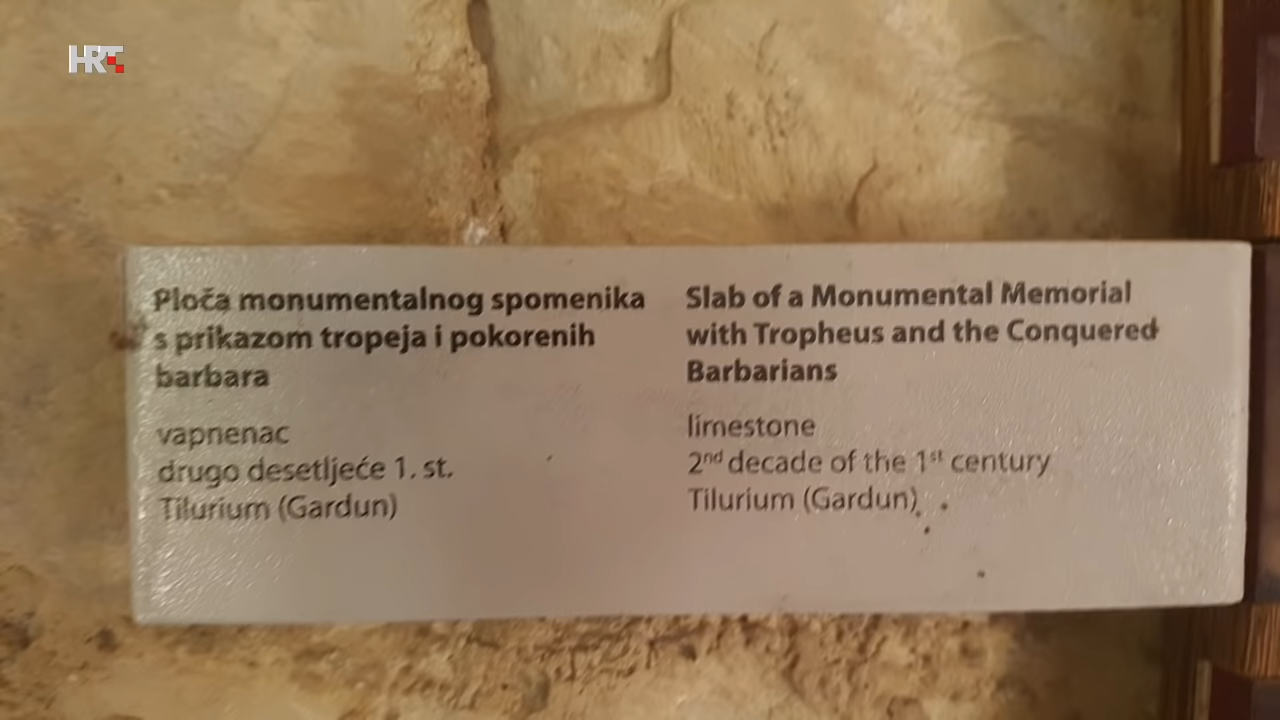 HRT
Ploča monumentalnog spomenika
s prikazom tropeja i pokorenih
barbara
vapnenac
drugo desetljeće 1. st.
Tilurium (Gardun)
Slab of a Monumental Memorial
with Tropheus and the Conquered
Barbarians
limestone
2nd decade of the 1st century
Tilurium (Gardun)